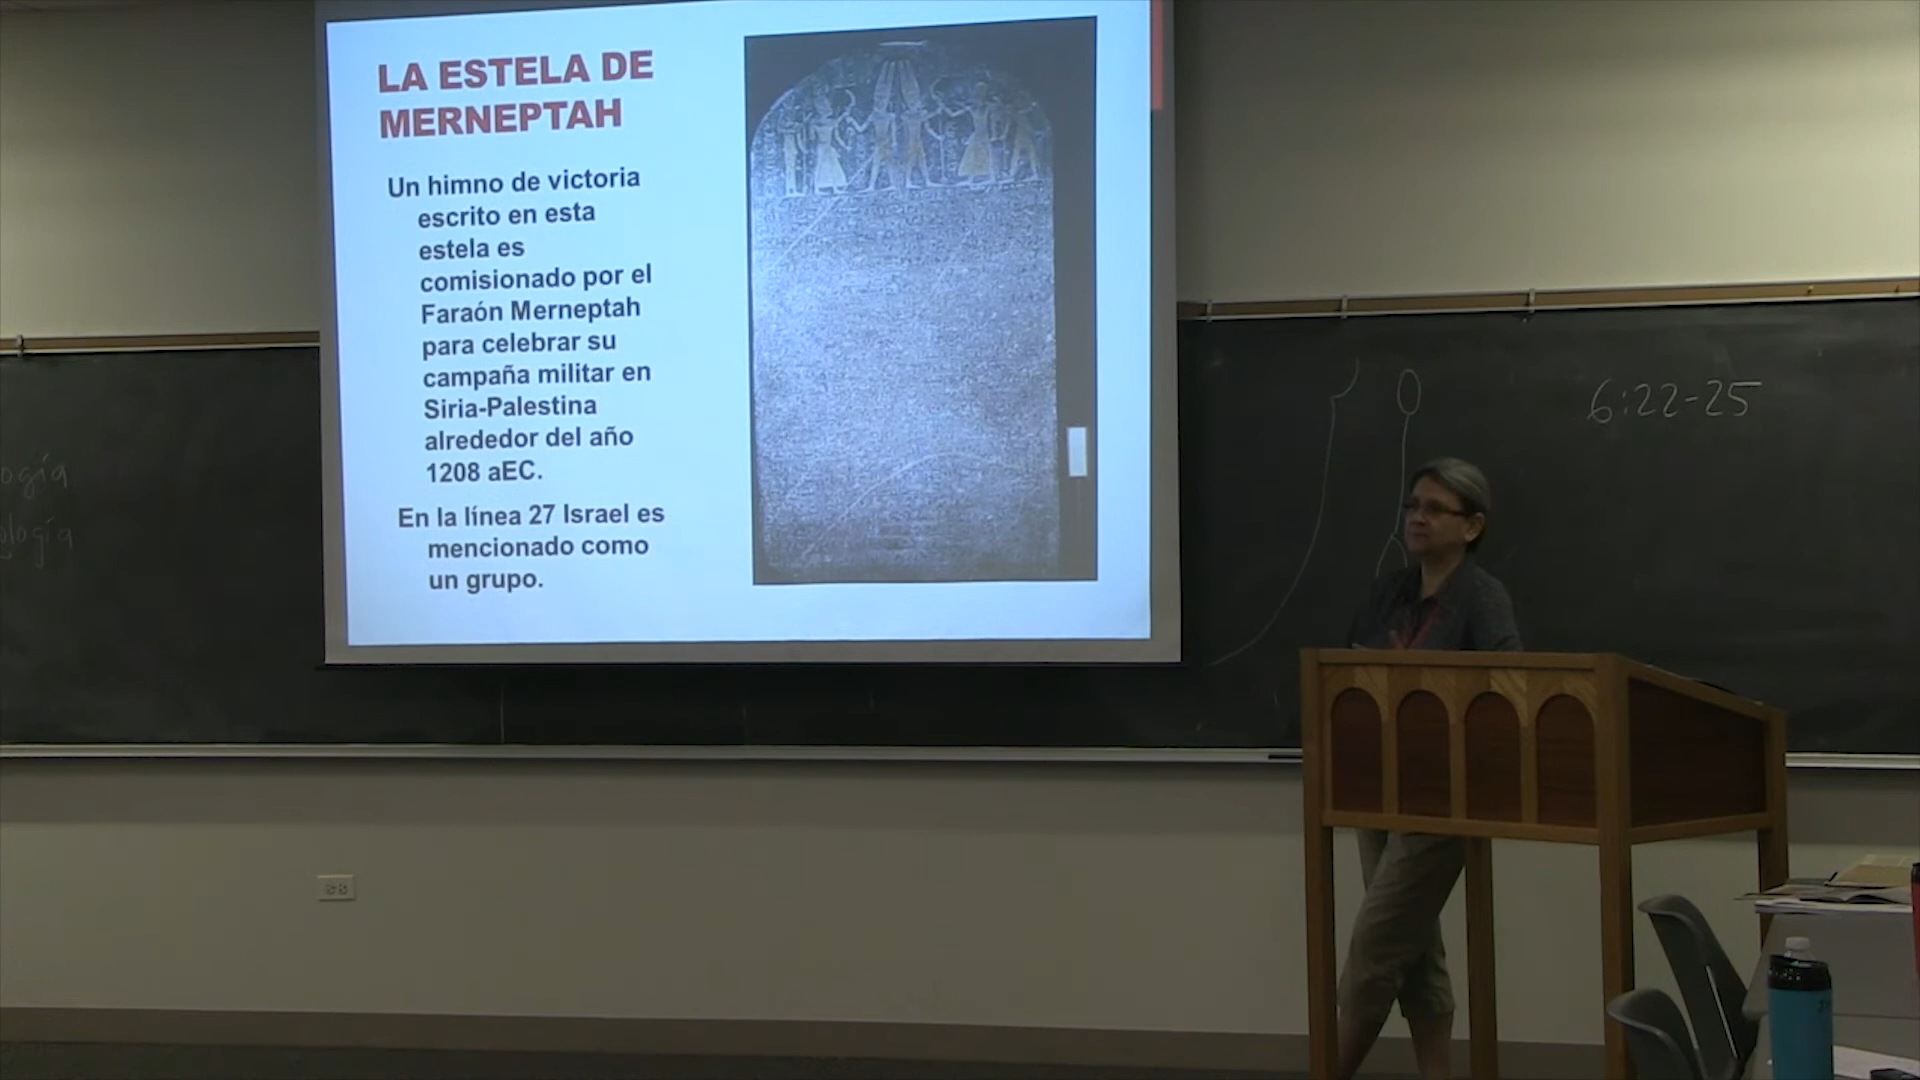 LA ESTELA DE
MERNEPTAH
Un himno de victoria
escrito en esta
estela es
comisionado por el
Faraón Merneptah
para celebrar su
campaña militar en
Siria-Palestina
alrededor del año
1208 aEC.
En la línea 27 Israel es
mencionado como
un grupo.
6:22-25
ogía
ología